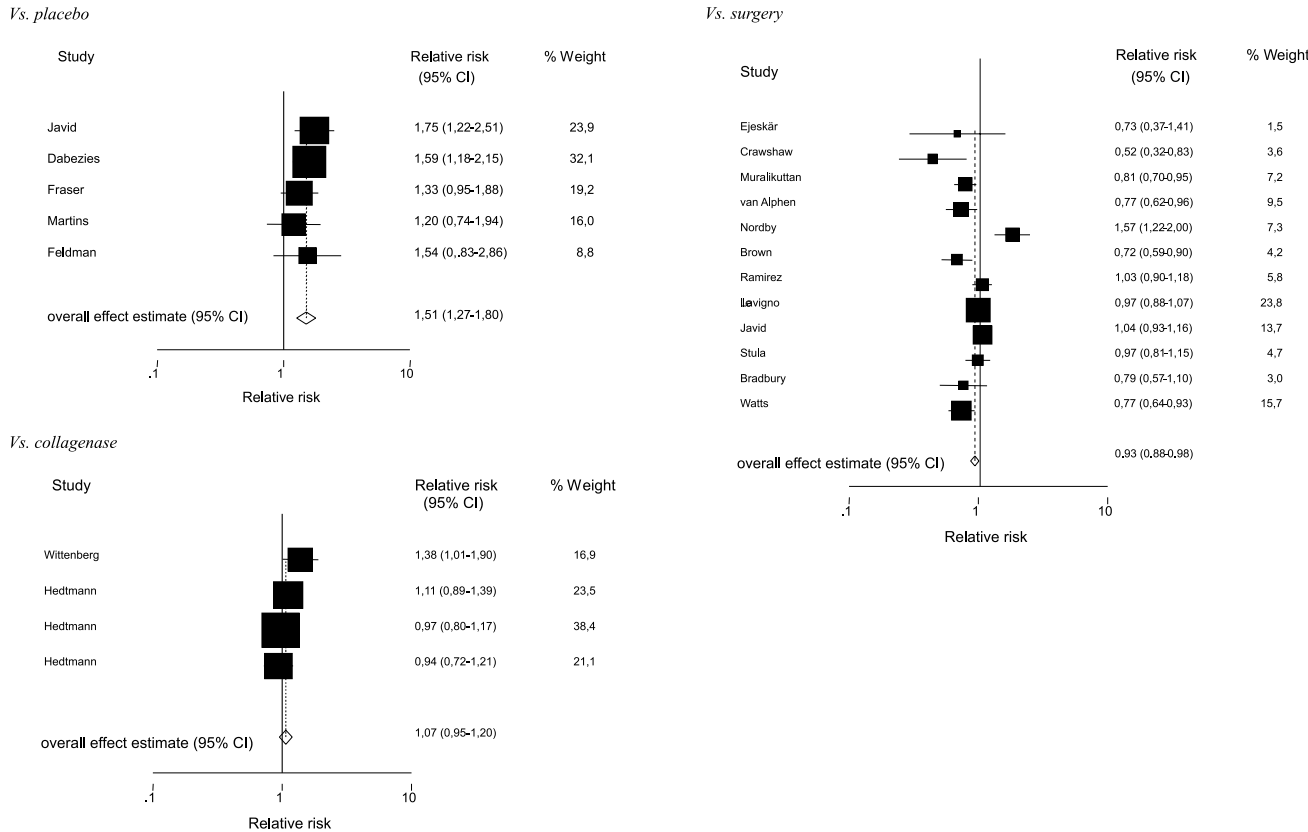 Vs. placebo
Study Relative risk (95% CI) % Weight
Javid 1,75 (1,22-2,51) 23,9
Dabezies 1,59 (1,18-2,15) 32,1
Fraser 1,33 (0,95-1,88) 19,2
Martins 1,20 (0,74-1,94) 16,0
Feldman 1,54 (0,.83-2,86) 8,8
overall effect estimate (95% CI) 1,51 (1,27-1,80)
.1 1 10
Relative risk
Vs. collagenase
Study Relative risk (95% CI) % Weight
Wittenberg 1,38 (1,01-1,90) 16,9
Hedtmann 1,11 (0,89-1,39) 23,5
Hedtmann 0,97 (0,80-1,17) 38,4
Hedtmann 0,94 (0,72-1,21) 21,1
overall effect estimate (95% CI) 1,07 (0,95-1,20)
.1 1 10
Relative risk
Vs. surgery
Study Relative risk (95% CI) % Weight
Ejeskär 0,73 (0,37-1,41) 1,5
Crawshaw 0,52 (0,32-0,83) 3,6
Muralikuttan 0,81 (0,70-0,95) 7,2
van Alphen 0,77 (0,62-0,96) 9,5
Nordby 1,57 (1,22-2,00) 7,3
Brown 0,72 (0,59-0,90) 4,2
Ramirez 1,03 (0,90-1,18) 5,8
0,97 (0,88-1,07) 23,8
Javid 1,04 (0,93-1,16) 13,7
Stula 0,97 (0,81-1,15) 4,7
Bradbury 0,79 (0,57-1,10) 3,0
Watts 0,77 (0,64-0,93) 15,7
overall effect estimate (95% CI) 0,93 (0,88-0,98)
.1 1 10
Relative risk